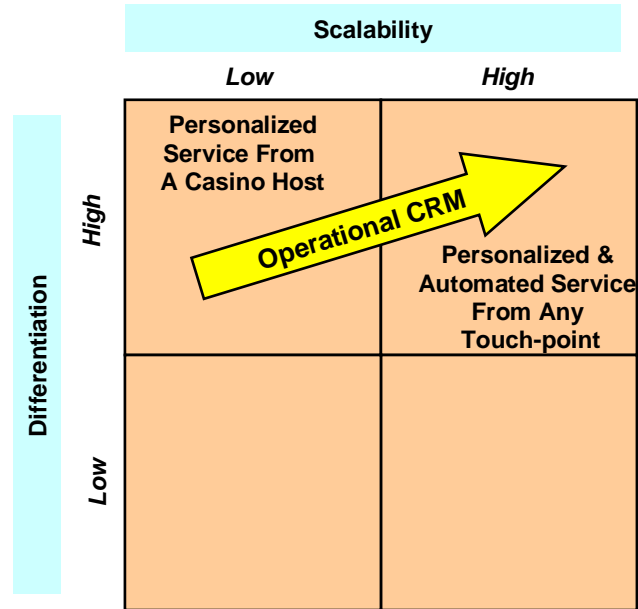 Scalability
Low
High
Differentiation
High
Low
Personalized
Service From
A Casino Host
Operational CRM
Personalized &
Automated Service
From Any
Touch-point